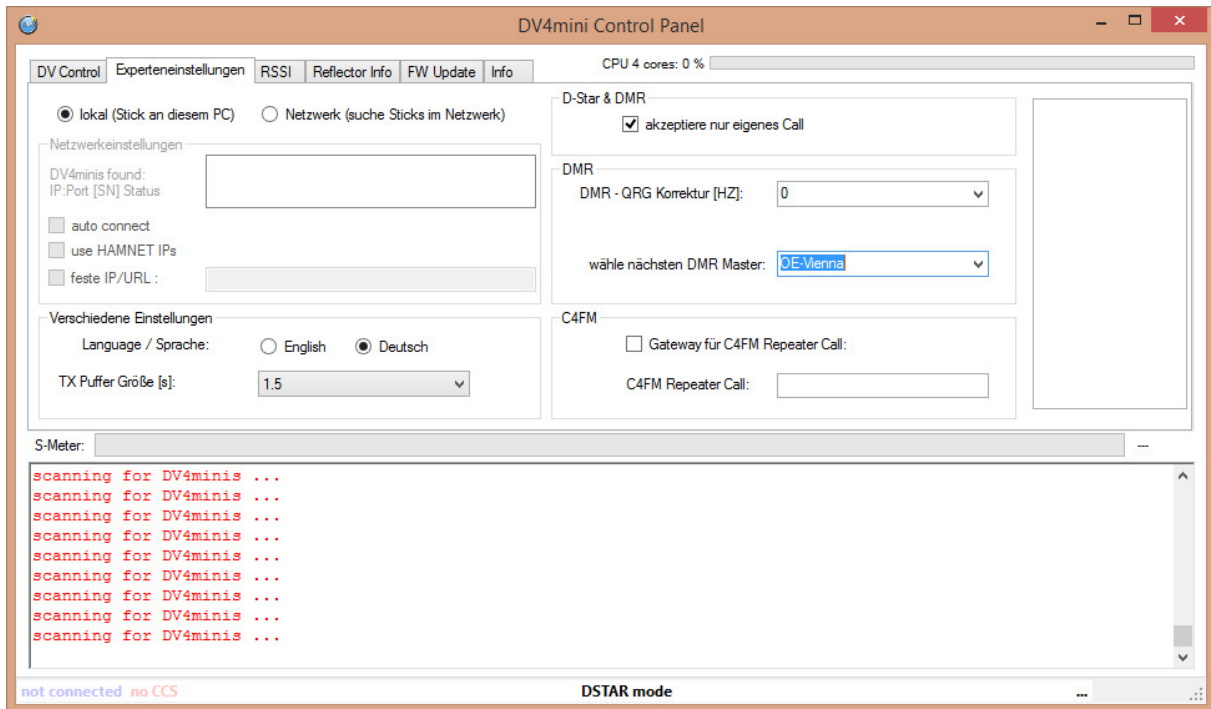 DV4mini Control Panel
DV Control Experteneinstellungen RSSI Reflector Info FW Update Info
CPU 4 cores: 0 %
lokal (Stick an diesem PC) Netzwerk (suche Sticks im Netzwerk)
Netzwerkeinstellungen
DV4minis found:
IP:Port [SN] Status
auto connect
use HAMNET IPs
feste IP/URL :
Verschiedene Einstellungen
Language / Sprache: English Deutsch
TX Puffer Größe [s]: 1.5
D-Star & DMR
akzeptiere nur eigenes Call
DMR
DMR - QRG Korrektur [HZ]: 0
wähle nächsten DMR Master: OE-Vienna
C4FM
Gateway für C4FM Repeater Call:
C4FM Repeater Call:
S-Meter: ---
scanning for DV4minis ...
scanning for DV4minis ...
scanning for DV4minis ...
scanning for DV4minis ...
scanning for DV4minis ...
scanning for DV4minis ...
scanning for DV4minis ...
scanning for DV4minis ...
scanning for DV4minis ...
not connected no CCS DSTAR mode ...